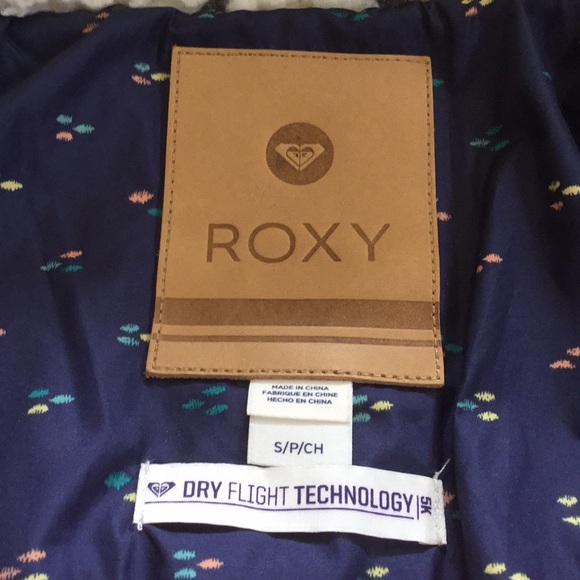 ROXY
MADE IN CHINA
FABRIQUE EN CHINE
HECHO EN CHINA
S/P/CH
DRY FLIGHT TECHNOLOGY 5K